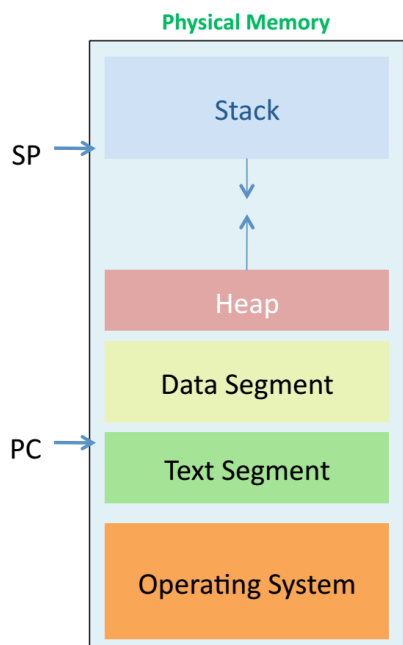 Physical Memory
Stack
SP
Heap
Data Segment
PC
Text Segment
Operating System